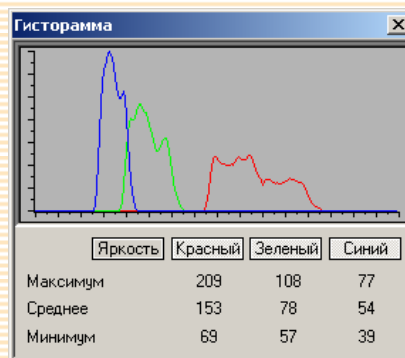 Гисторамма
Яркость Красный Зеленый Синий
Максимум 209 108 77
Среднее 153 78 54
Минимум 69 57 39